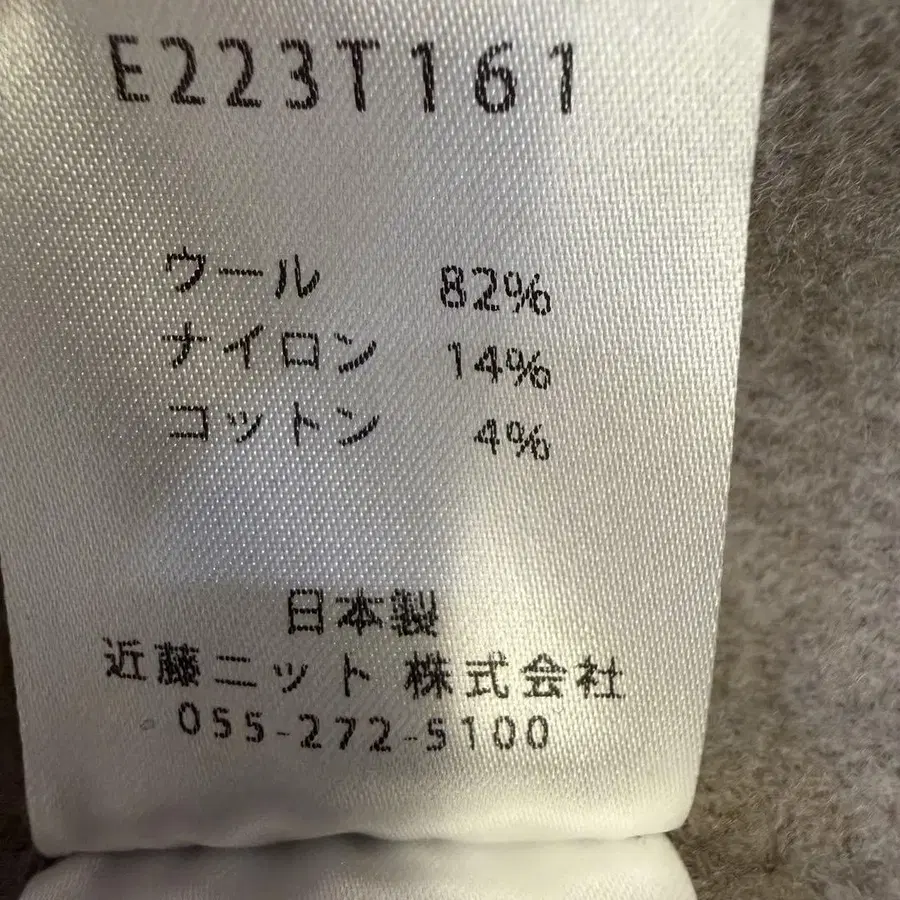 E223T161
ウール 82%
ナイロン 14%
コットン 4%
日本製
近藤ニット 株式会社
055-272-5100